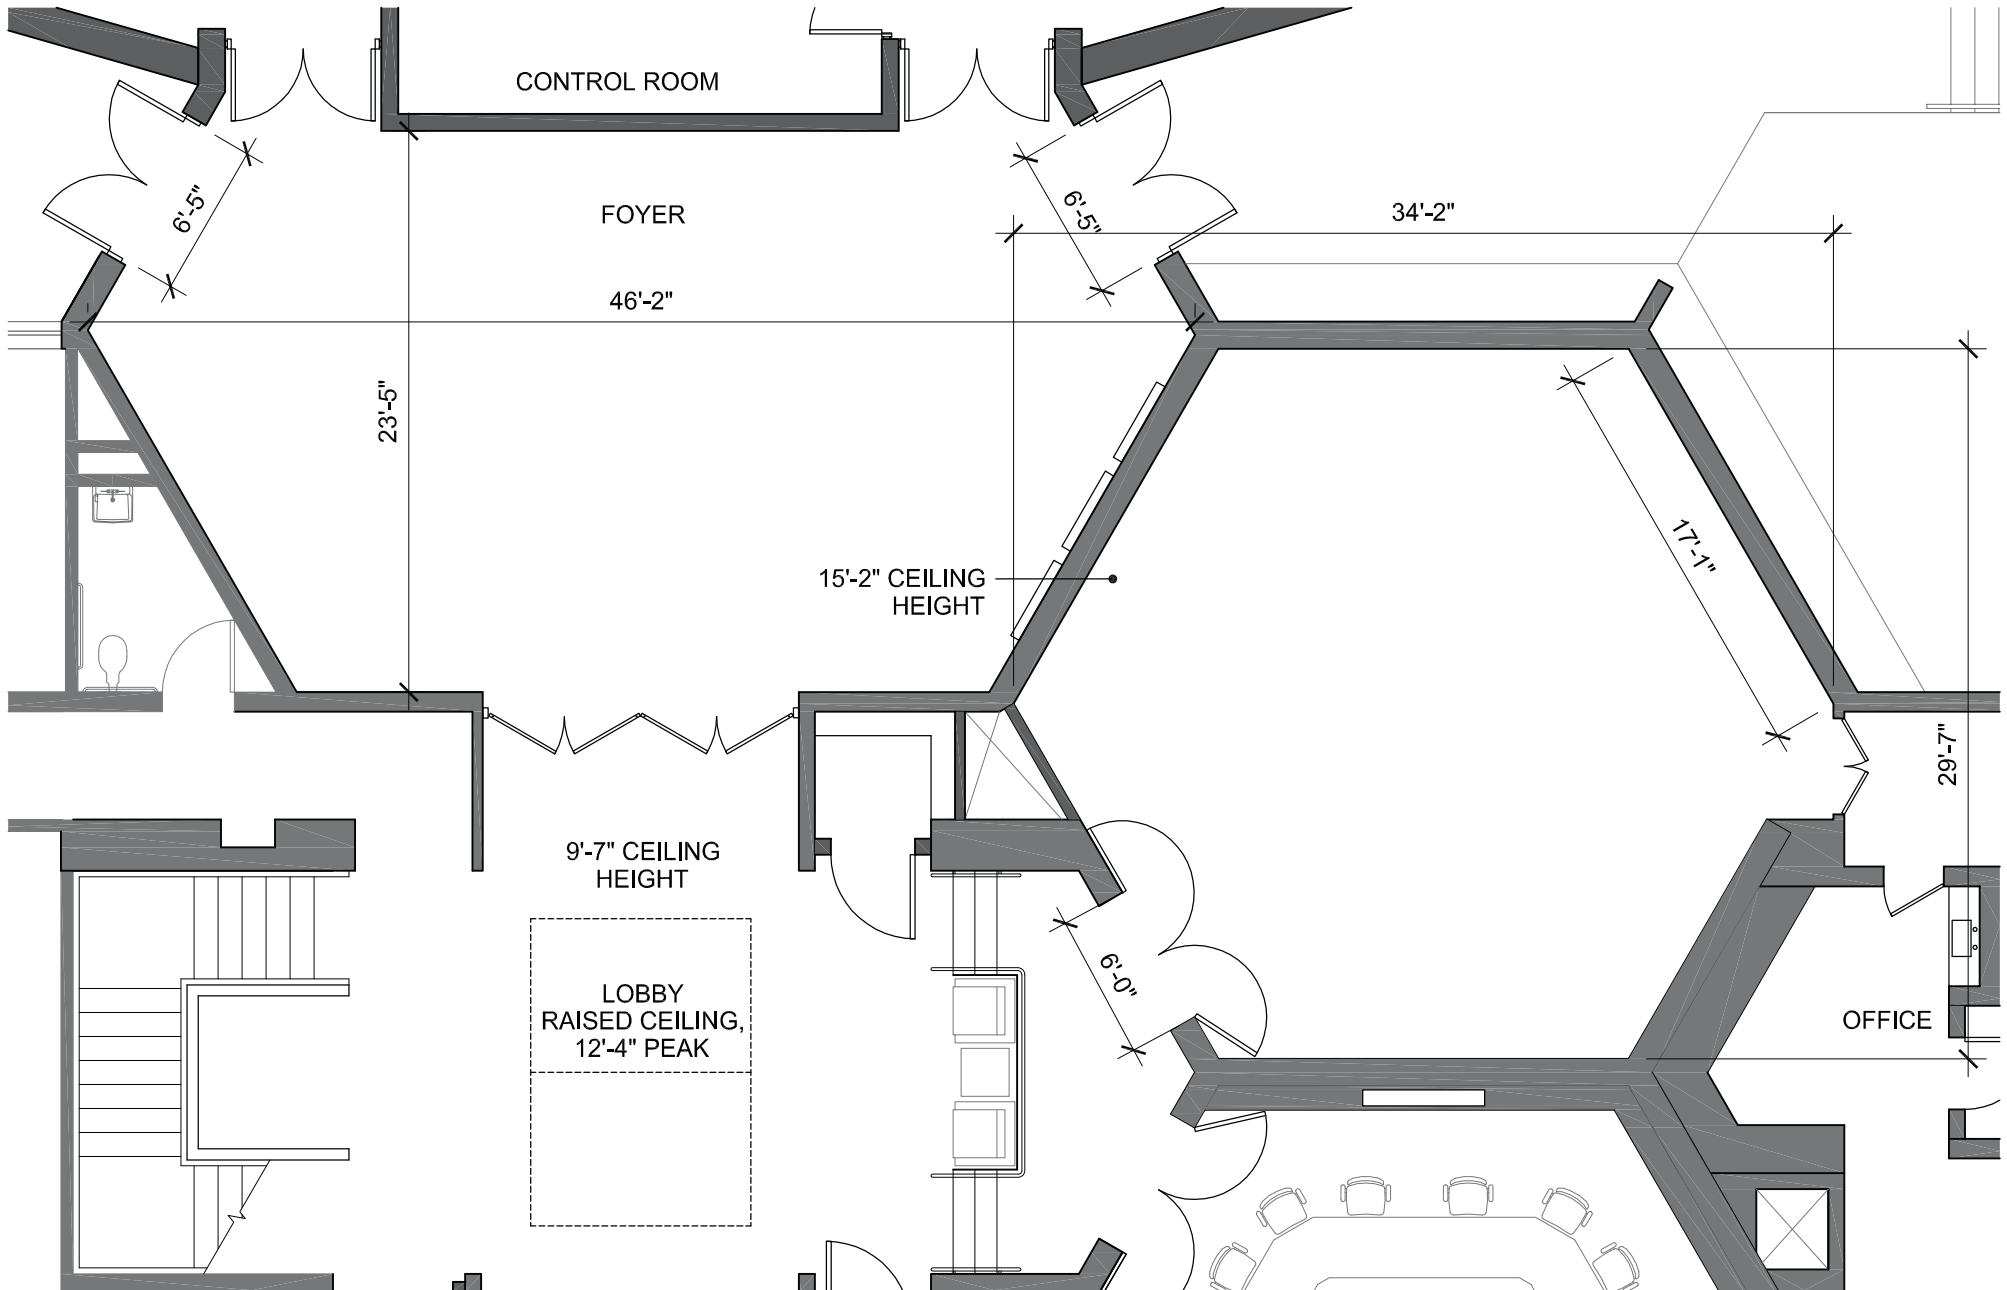 CONTROL ROOM
6'-5"
FOYER
6'-5"
34'-2"
46'-2"
23'-5"
17'-1"
15'-2" CEILING
HEIGHT
29'-7"
9'-7" CEILING
HEIGHT
6'-0"
LOBBY
RAISED CEILING,
12'-4" PEAK
OFFICE